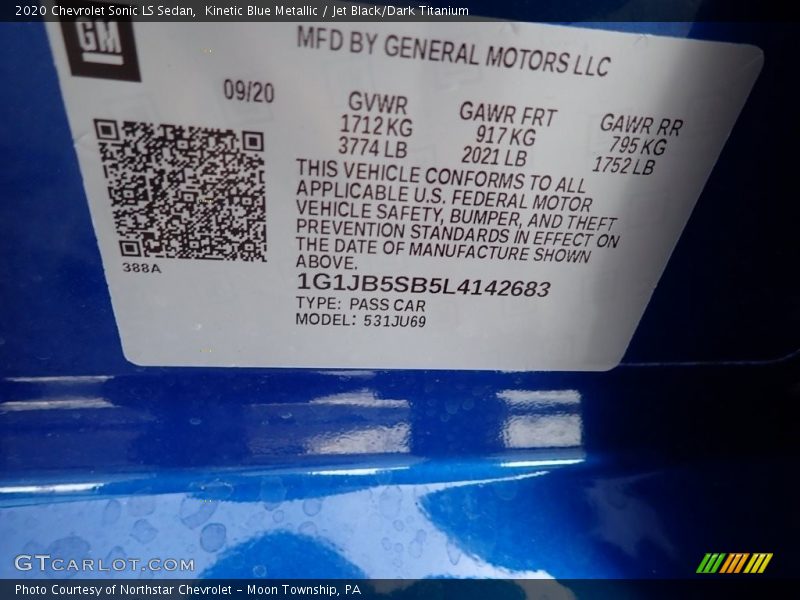 2020 Chevrolet Sonic LS Sedan,  Kinetic Blue Metallic / Jet Black/Dark Titanium
GM
MFD BY GENERAL MOTORS LLC
09/20
GVWR
1712 KG
3774 LB
GAWR FRT
917 KG
2021 LB
GAWR RR
795 KG
1752 LB
THIS VEHICLE CONFORMS TO ALL
APPLICABLE U.S. FEDERAL MOTOR
VEHICLE SAFETY, BUMPER, AND THEFT
PREVENTION STANDARDS IN EFFECT ON
THE DATE OF MANUFACTURE SHOWN
ABOVE.
388A
1G1JB5SB5L4142683
TYPE: PASS CAR
MODEL: 531JU69
GTCARLOT.COM
Photo Courtesy of Northstar Chevrolet - Moon Township, PA